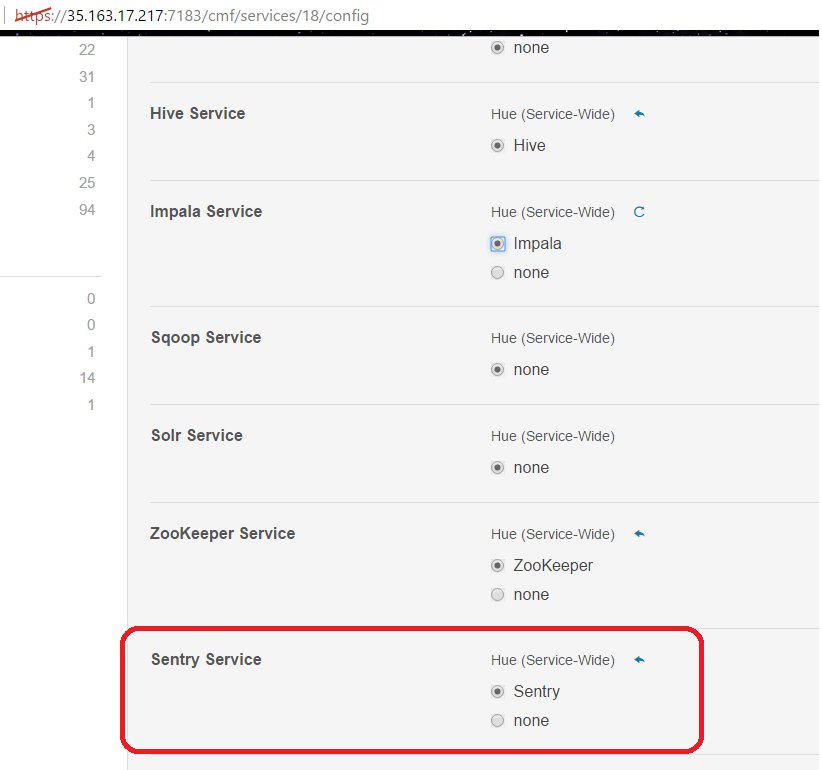 https://35.163.17.217:7183/cmf/services/18/config
22
none
31
1
Hive Service Hue (Service-Wide)
3
Hive
4
25
94
Impala Service Hue (Service-Wide)
Impala
none
0
0
Sqoop Service Hue (Service-Wide)
1
none
14
1
Solr Service Hue (Service-Wide)
none
ZooKeeper Service Hue (Service-Wide)
ZooKeeper
none
Sentry Service Hue (Service-Wide)
Sentry
none